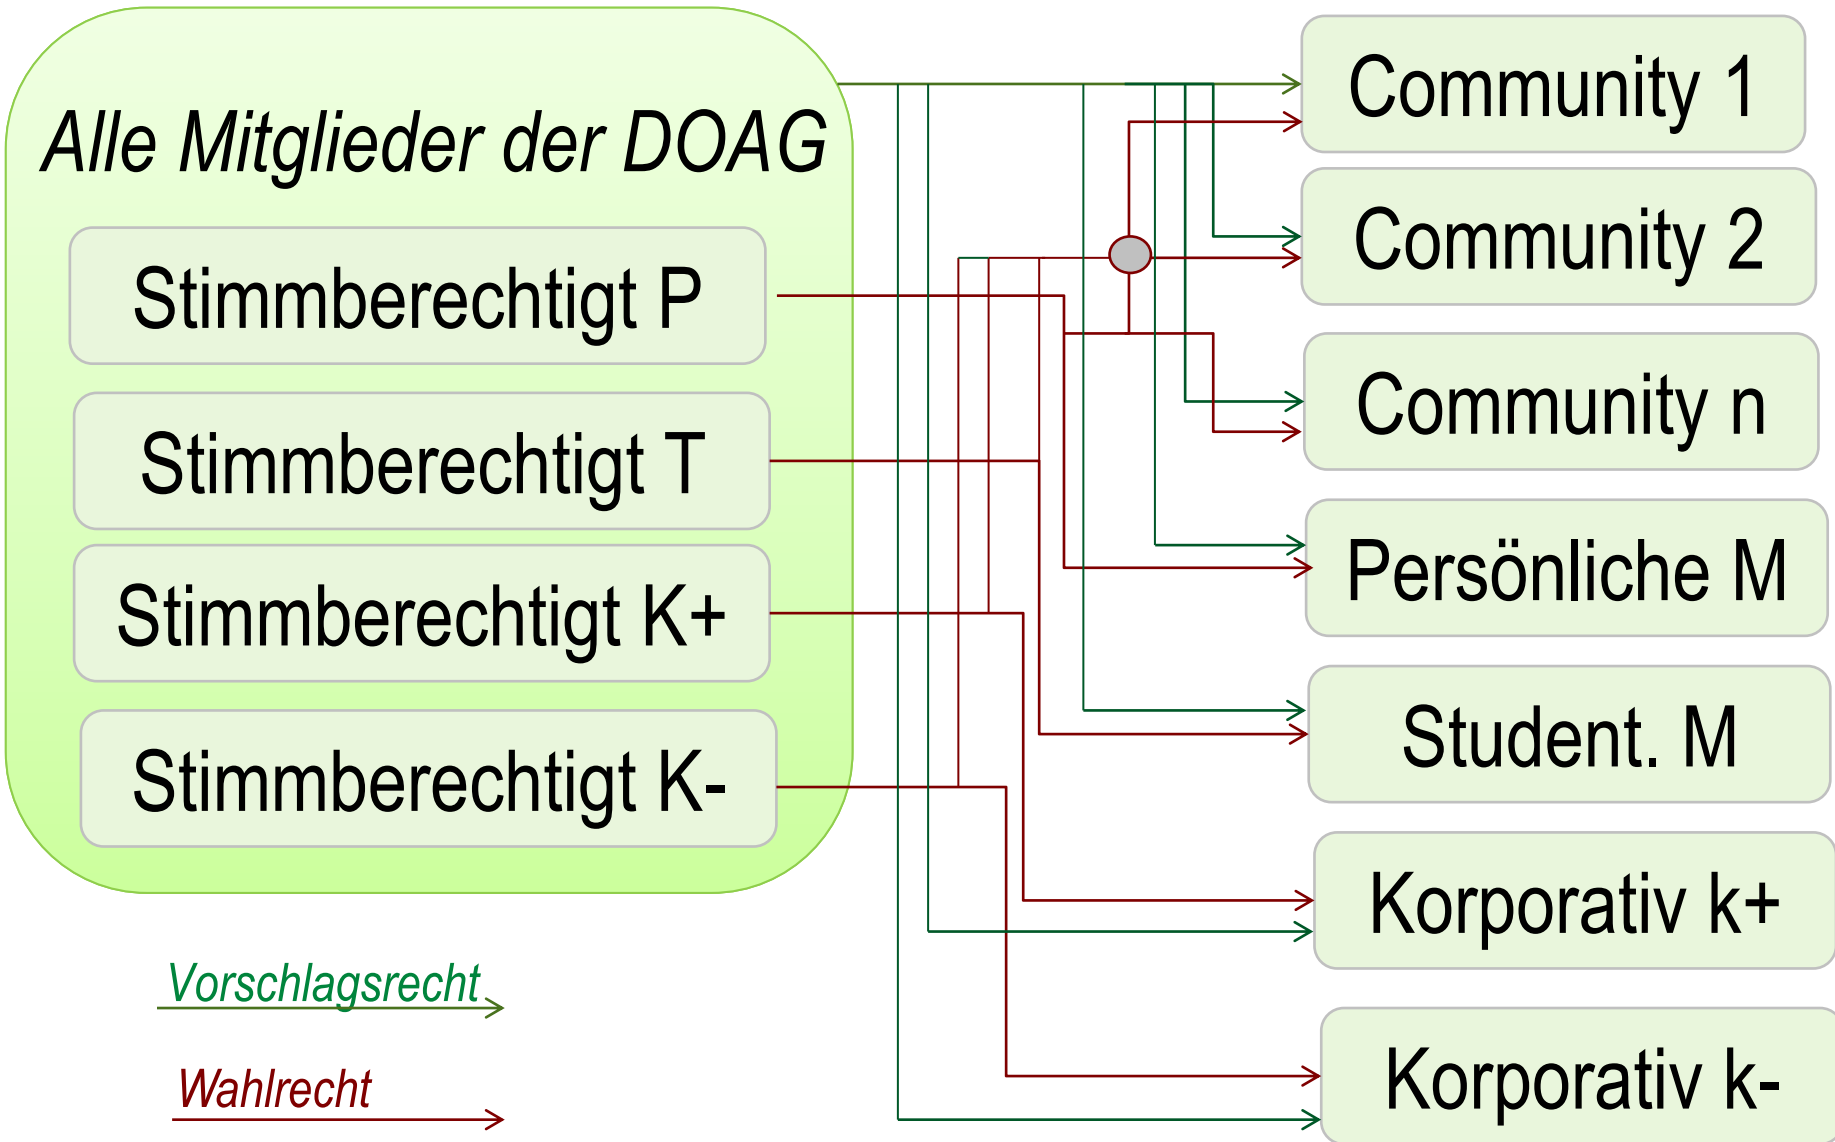 Alle Mitglieder der DOAG
Stimmberechtigt P
Stimmberechtigt T
Stimmberechtigt K+
Stimmberechtigt K-
Vorschlagsrecht
Wahlrecht
Community 1
Community 2
Community n
Persönliche M
Student. M
Korporativ k+
Korporativ k-